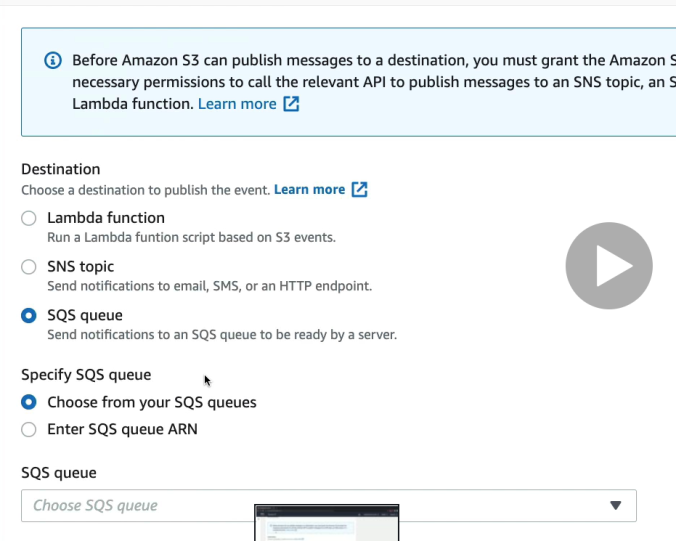 Before Amazon S3 can publish messages to a destination, you must grant the Amazon
necessary permissions to call the relevant API to publish messages to an SNS topic, an
Lambda function. Learn more
Destination
Choose a destination to publish the event. Learn more
Lambda function
Run a Lambda funtion script based on S3 events.
SNS topic
Send notifications to email, SMS, or an HTTP endpoint.
SQS queue
Send notifications to an SQS queue to be ready by a server.
Specify SQS queue
Choose from your SQS queues
Enter SQS queue ARN
SQS queue
Choose SQS queue